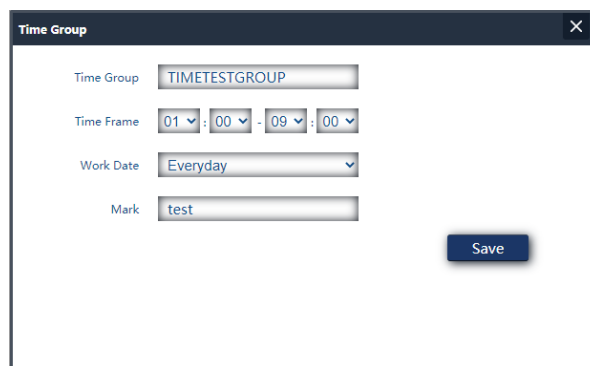 Time Group
Time Group TIMETESTGROUP
Time Frame 01 : 00 - 09 : 00
Work Date Everyday
Mark test
Save